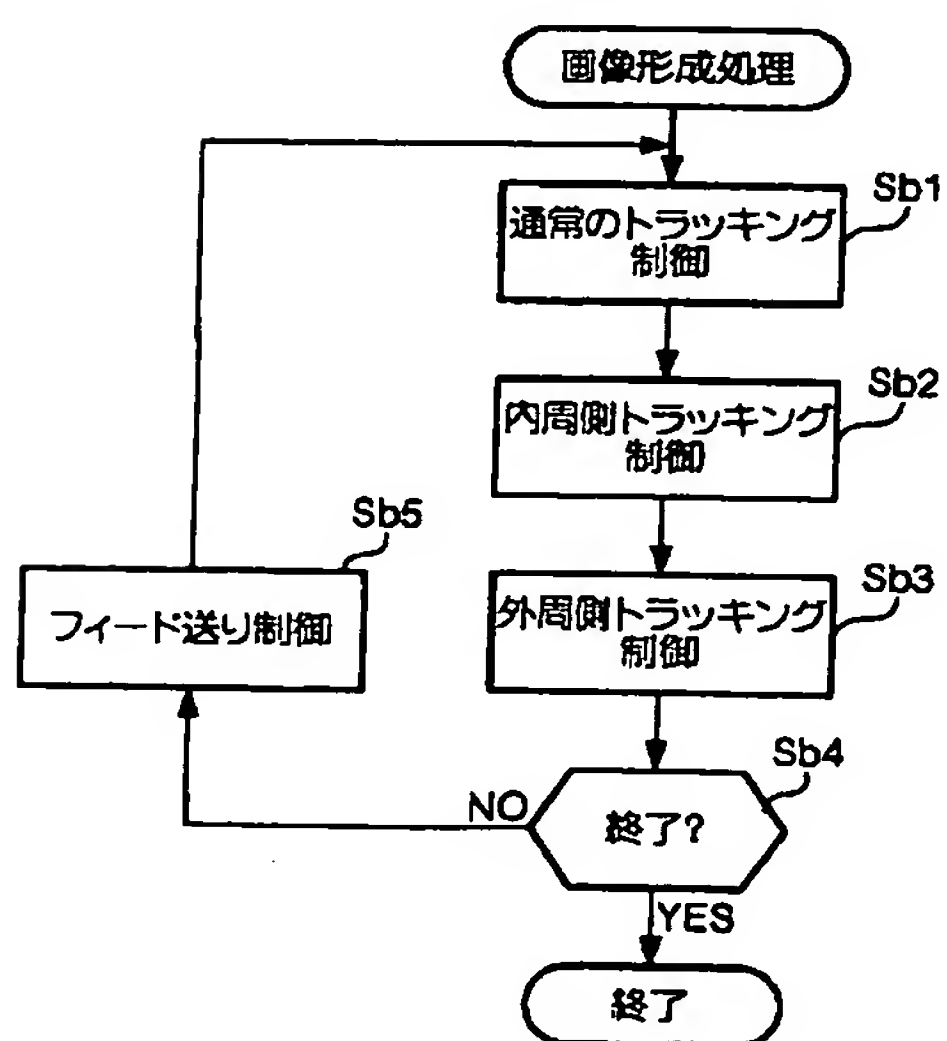 画像形成処理
Sb1
通常のトラッキング
制御
Sb2
内周側トラッキング
制御
Sb3
外周側トラッキング
制御
Sb4
終了?
NO
Sb5
フィード送り制御
YES
終了